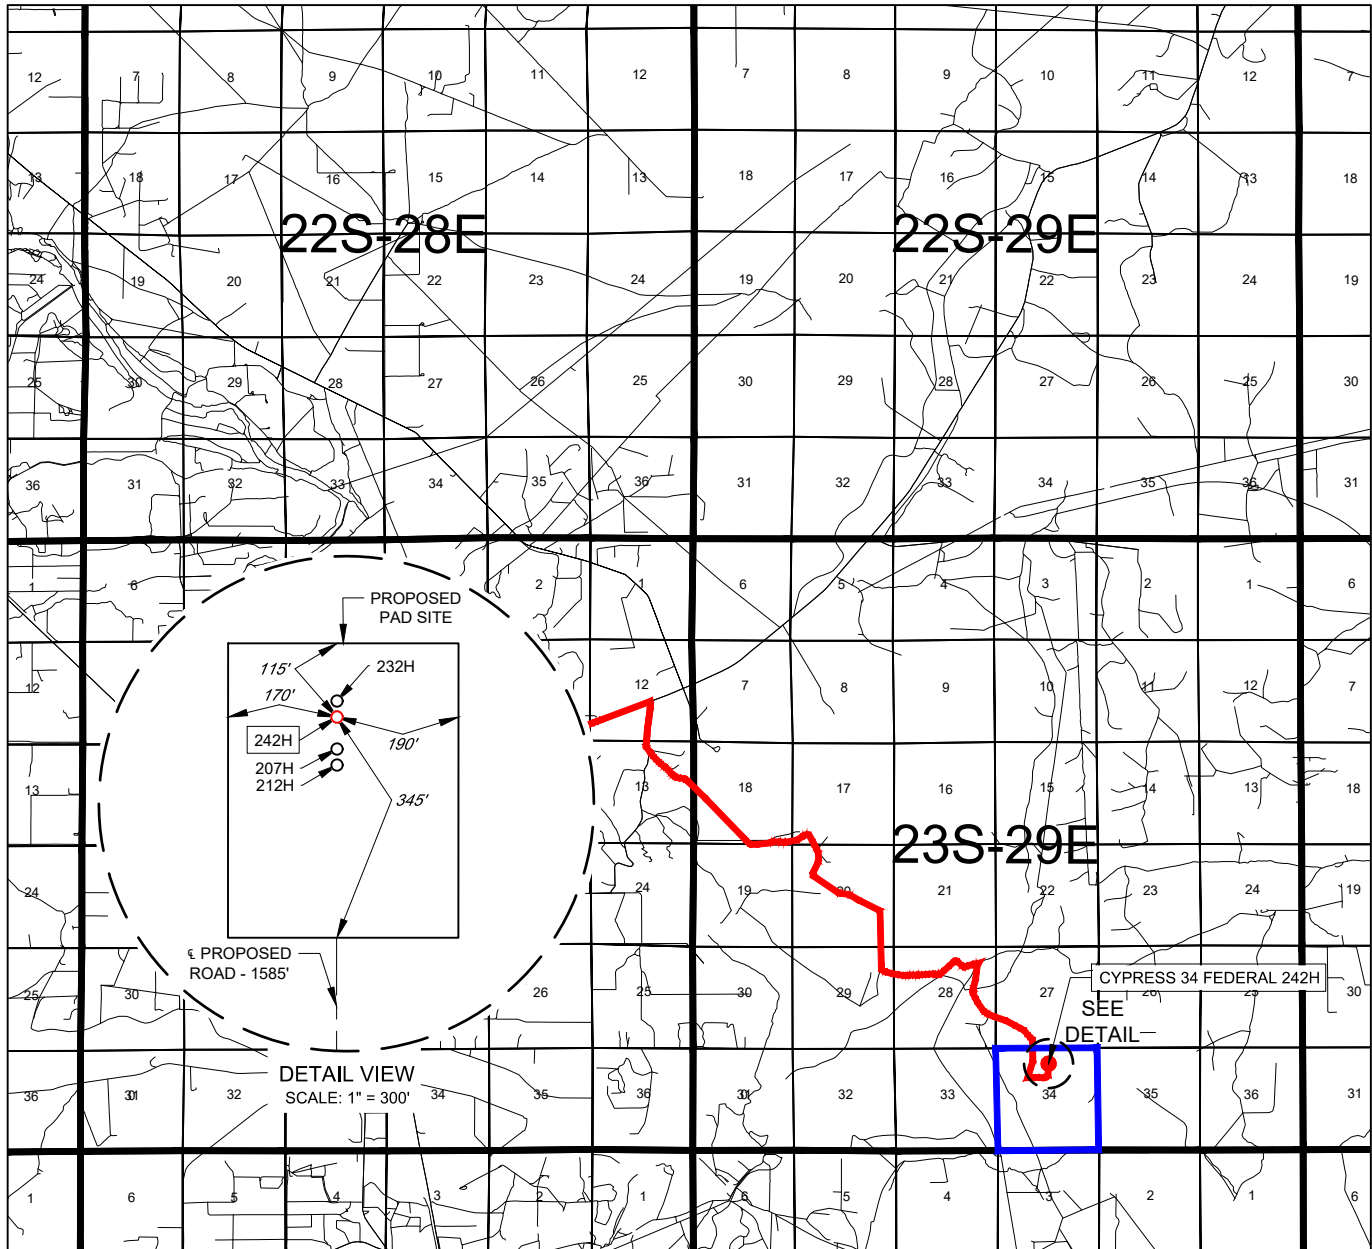 12 7 8 9 10 11 12 7 8 9 10 11 12 7
13 18 17 16 15 14 13 18 17 16 15 14 13 18
22S-28E 22S-29E
24 19 20 21 22 23 24 19 20 21 22 23 24 19
25 30 29 28 27 26 25 30 29 28 27 26 25 30
36 31 32 33 34 35 36 31 32 33 34 35 36 31
1 6 2 1 6 5 4 3 2 1 6
PROPOSED
PAD SITE
115'
232H
170'
242H
190'
207H
212H
345'
℄ PROPOSED
ROAD - 1585'
12 12 7 8 9 10 11 12 7
13 13 18 17 16 15 14 13 18
23S-29E
24 24 19 20 21 22 23 24 19
25 30 26 25 30 29 28 27 26 25 30
CYPRESS 34 FEDERAL 242H
SEE
DETAIL
DETAIL VIEW
SCALE: 1" = 300'
36 31 32 34 35 36 31 32 33 34 35 36 31
1 6 5 4 3 2 1 6 5 4 3 2 1 6